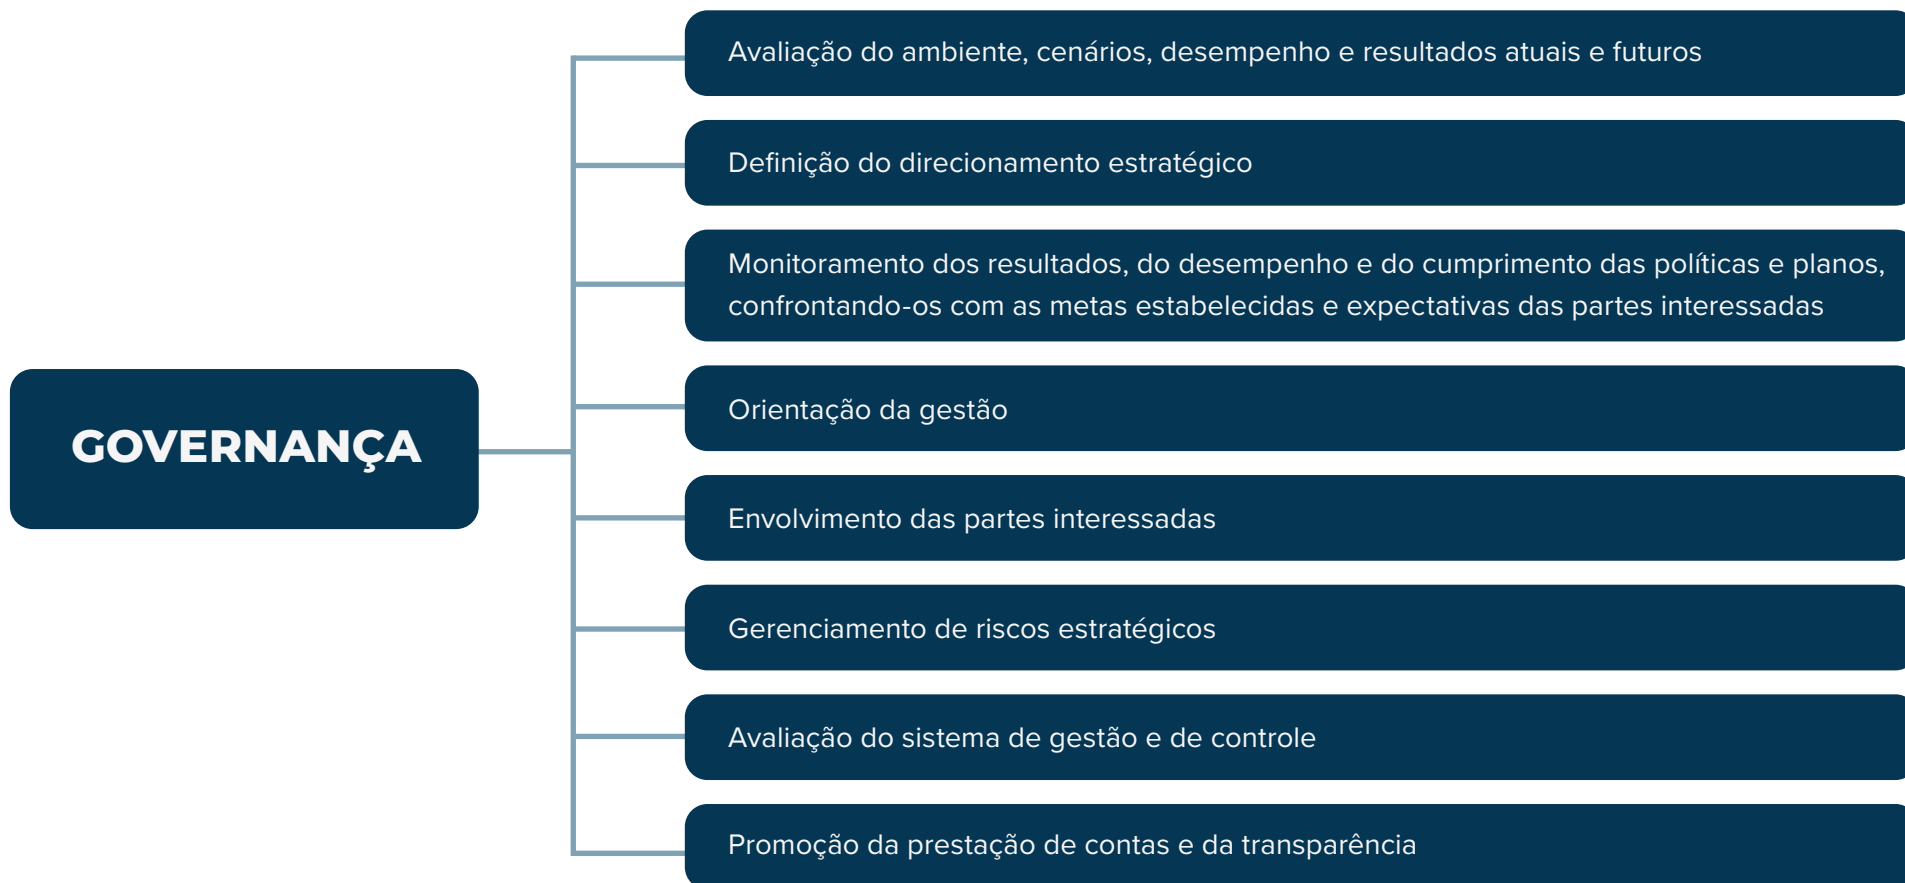 Avaliação do ambiente, cenários, desempenho e resultados atuais e futuros
Definição do direcionamento estratégico
Monitoramento dos resultados, do desempenho e do cumprimento das políticas e planos,
confrontando-os com as metas estabelecidas e expectativas das partes interessadas
Orientação da gestão
GOVERNANÇA
Envolvimento das partes interessadas
Gerenciamento de riscos estratégicos
Avaliação do sistema de gestão e de controle
Promoção da prestação de contas e da transparência